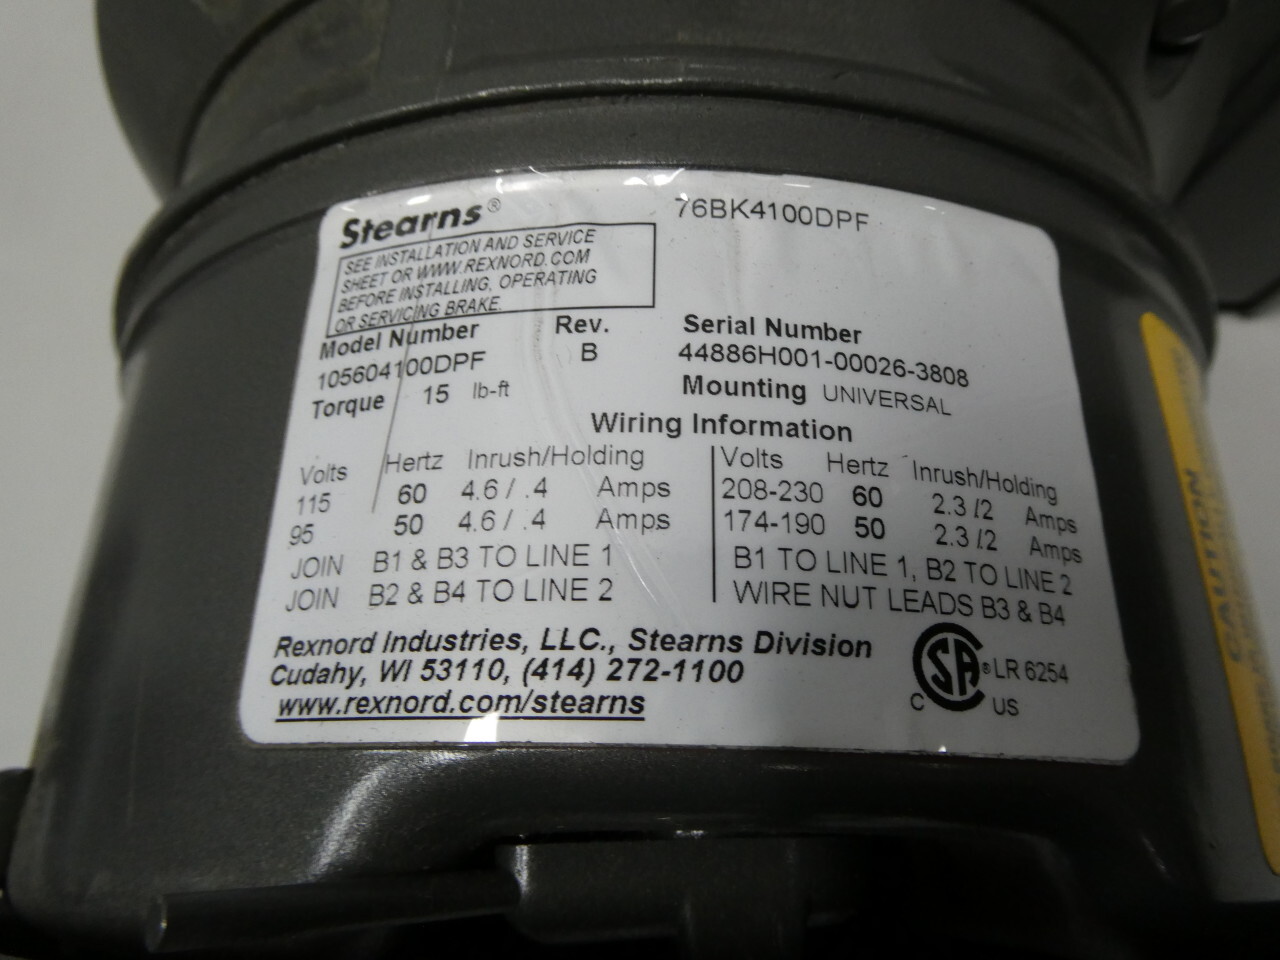 Stearns® 76BK4100DPF
SEE INSTALLATION AND SERVICE
SHEET OR WWW.REXNORD.COM
BEFORE INSTALLING, OPERATING
OR SERVICING BRAKE.
Model Number Rev. Serial Number
105604100DPF B 44886H001-00026-3808
Torque 15 lb-ft Mounting UNIVERSAL
Wiring Information
Volts Hertz Inrush/Holding Volts Hertz Inrush/Holding
115 60 4.6 / .4 Amps 208-230 60 2.3 /2 Amps
95 50 4.6 / .4 Amps 174-190 50 2.3 /2 Amps
JOIN B1 & B3 TO LINE 1 B1 TO LINE 1, B2 TO LINE 2
JOIN B2 & B4 TO LINE 2 WIRE NUT LEADS B3 & B4
Rexnord Industries, LLC., Stearns Division
Cudahy, WI 53110, (414) 272-1100
www.rexnord.com/stearns
C SA ® US LR 6254
CAUTION